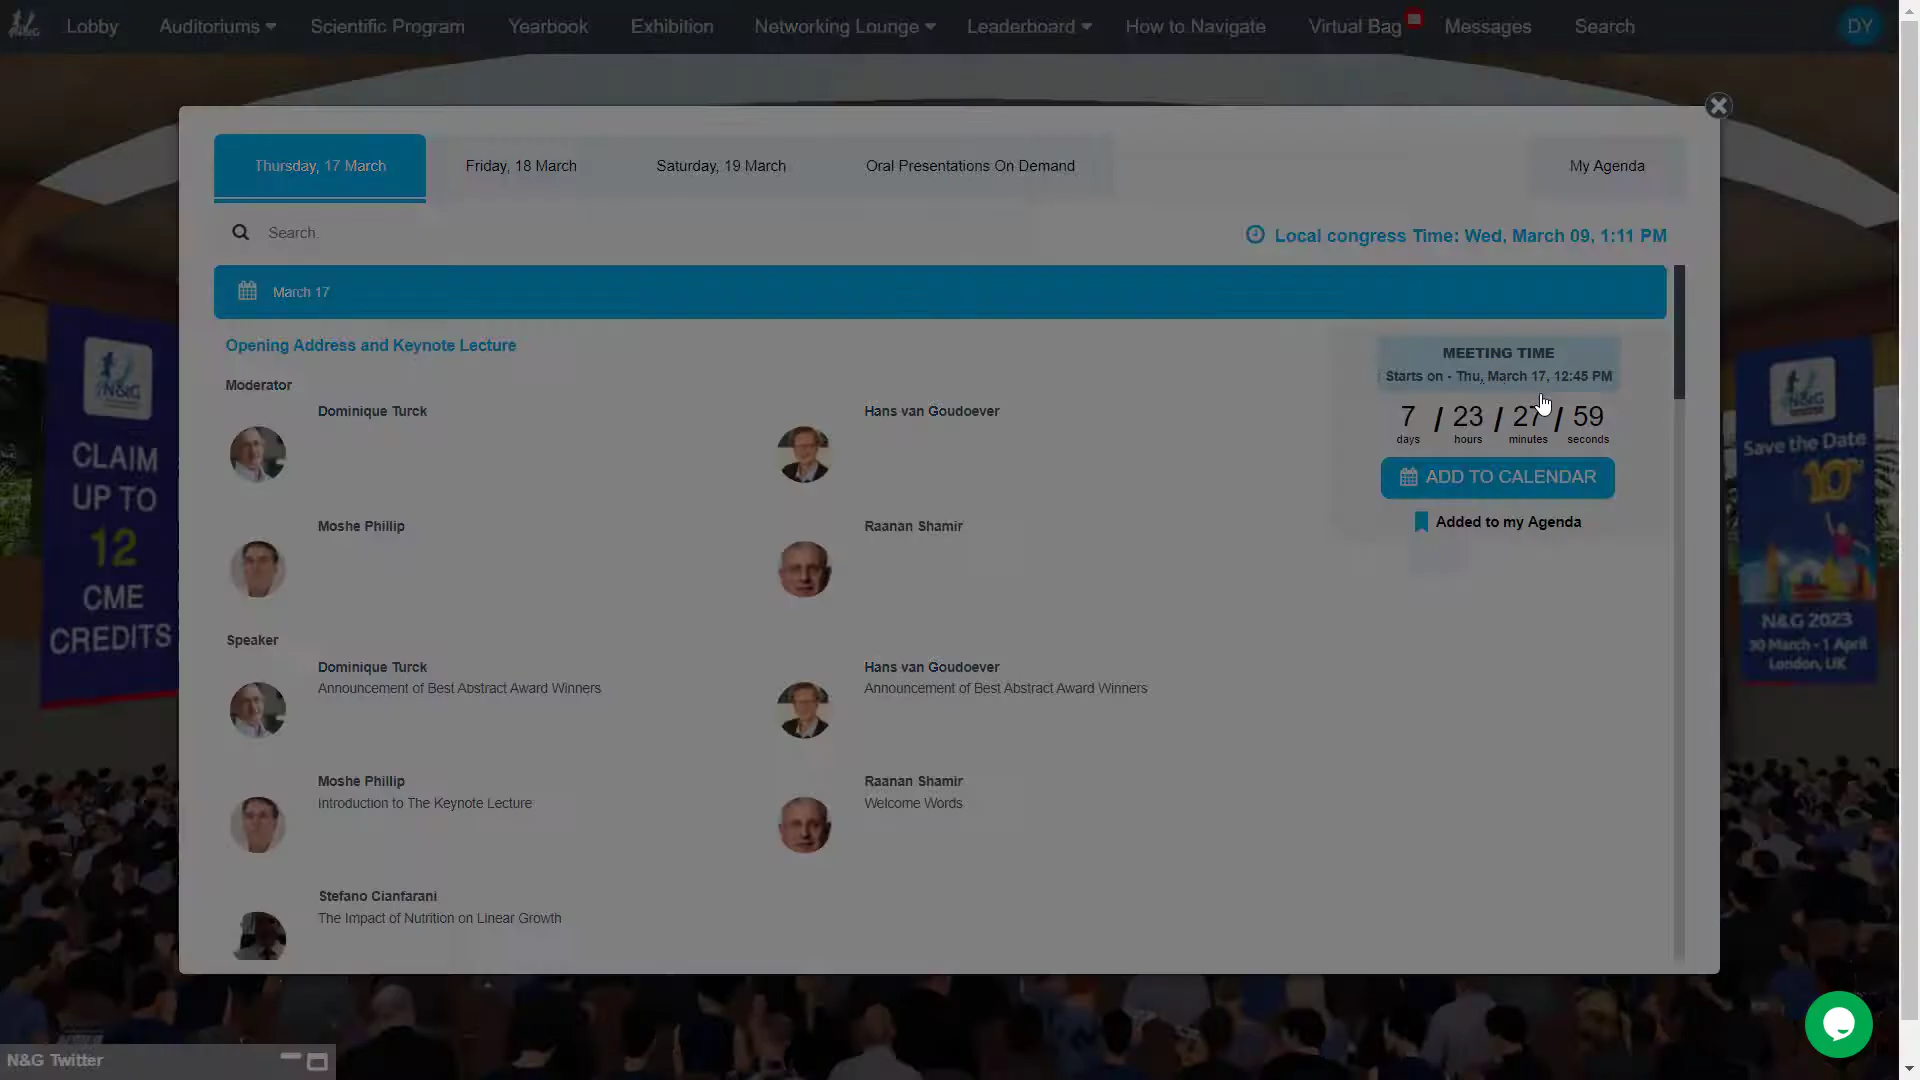 Lobby
Auditoriums
Scientific Program
Yearbook
Exhibition
Networking Lounge
Leaderboard
How to Navigate
Virtual Bag
Messages
Search
DY
Thursday, 17 March
Friday, 18 March
Saturday, 19 March
Oral Presentations On Demand
My Agenda
Search.
Local congress Time: Wed, March 09, 1:11 PM
March 17
Opening Address and Keynote Lecture
MEETING TIME
Starts on - Thu, March 17, 12:45 PM
7 / 23 / 27 / 59
days hours minutes seconds
ADD TO CALENDAR
Added to my Agenda
Moderator
Dominique Turck
Hans van Goudoever
Moshe Phillip
Raanan Shamir
Speaker
Dominique Turck
Announcement of Best Abstract Award Winners
Hans van Goudoever
Announcement of Best Abstract Award Winners
Moshe Phillip
Introduction to The Keynote Lecture
Raanan Shamir
Welcome Words
Stefano Cianfarani
The Impact of Nutrition on Linear Growth
N&G
CLAIM
UP TO
12
CME
CREDITS
N&G
Save the Date
10
N&G 2023
30 March - 1 April
London, UK
N&G Twitter